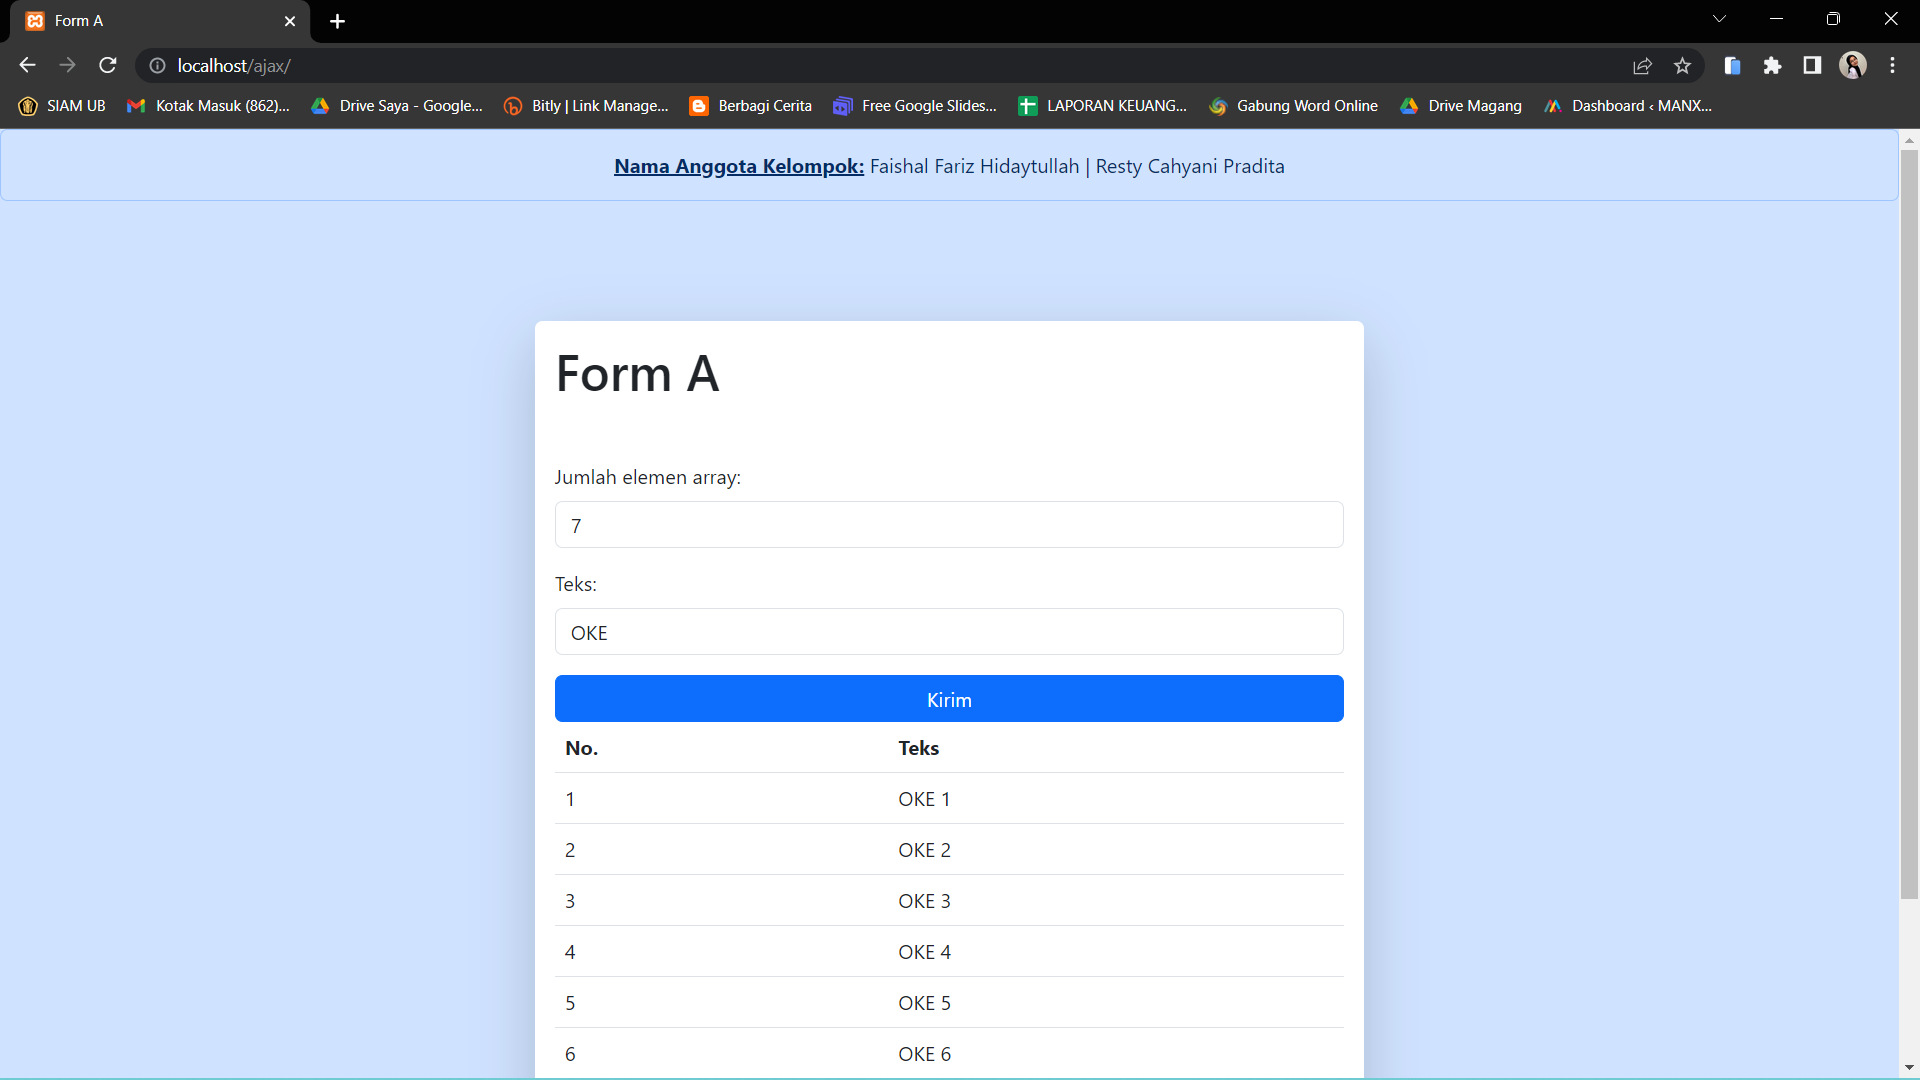 Form A
localhost/ajax/
SIAM UB Kotak Masuk (862)... Drive Saya - Google... Bitly | Link Manage... Berbagi Cerita Free Google Slides... LAPORAN KEUANG... Gabung Word Online Drive Magang Dashboard ‹ MANX...
Nama Anggota Kelompok: Faishal Fariz Hidaytullah | Resty Cahyani Pradita
Form A
Jumlah elemen array:
7
Teks:
OKE
Kirim
No. Teks
1 OKE 1
2 OKE 2
3 OKE 3
4 OKE 4
5 OKE 5
6 OKE 6